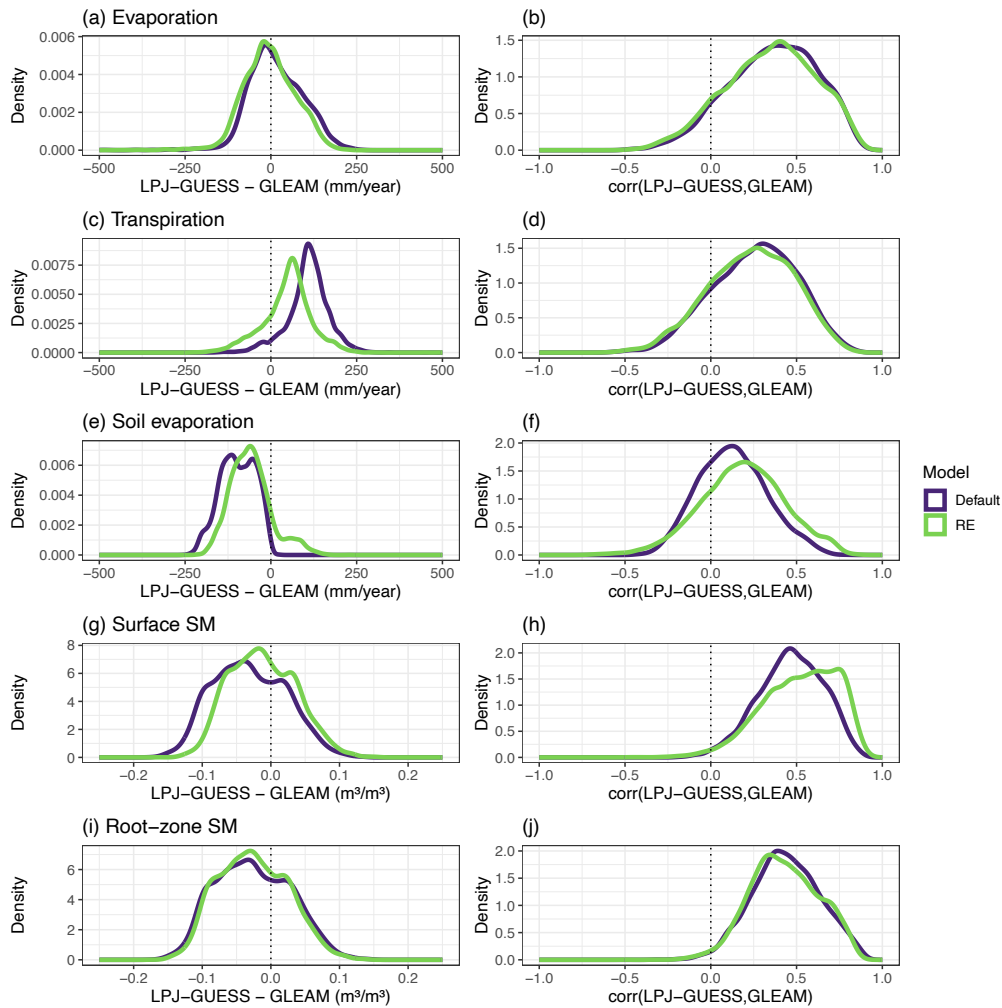 (a) Evaporation
(b)
Density
0.006
0.004
0.002
0.000
−500
−250
0
250
500
LPJ−GUESS − GLEAM (mm/year)
Density
1.5
1.0
0.5
0.0
−1.0
−0.5
0.0
0.5
1.0
corr(LPJ−GUESS,GLEAM)
(c) Transpiration
(d)
Density
0.0075
0.0050
0.0025
0.0000
−500
−250
0
250
500
LPJ−GUESS − GLEAM (mm/year)
Density
1.5
1.0
0.5
0.0
−1.0
−0.5
0.0
0.5
1.0
corr(LPJ−GUESS,GLEAM)
(e) Soil evaporation
(f)
Density
0.006
0.004
0.002
0.000
−500
−250
0
250
500
LPJ−GUESS − GLEAM (mm/year)
Density
2.0
1.5
1.0
0.5
0.0
−1.0
−0.5
0.0
0.5
1.0
corr(LPJ−GUESS,GLEAM)
Model
Default
RE
(g) Surface SM
(h)
Density
8
6
4
2
0
−0.2
−0.1
0.0
0.1
0.2
LPJ−GUESS − GLEAM (m³/m³)
Density
2.0
1.5
1.0
0.5
0.0
−1.0
−0.5
0.0
0.5
1.0
corr(LPJ−GUESS,GLEAM)
(i) Root−zone SM
(j)
Density
6
4
2
0
−0.2
−0.1
0.0
0.1
0.2
LPJ−GUESS − GLEAM (m³/m³)
Density
2.0
1.5
1.0
0.5
0.0
−1.0
−0.5
0.0
0.5
1.0
corr(LPJ−GUESS,GLEAM)